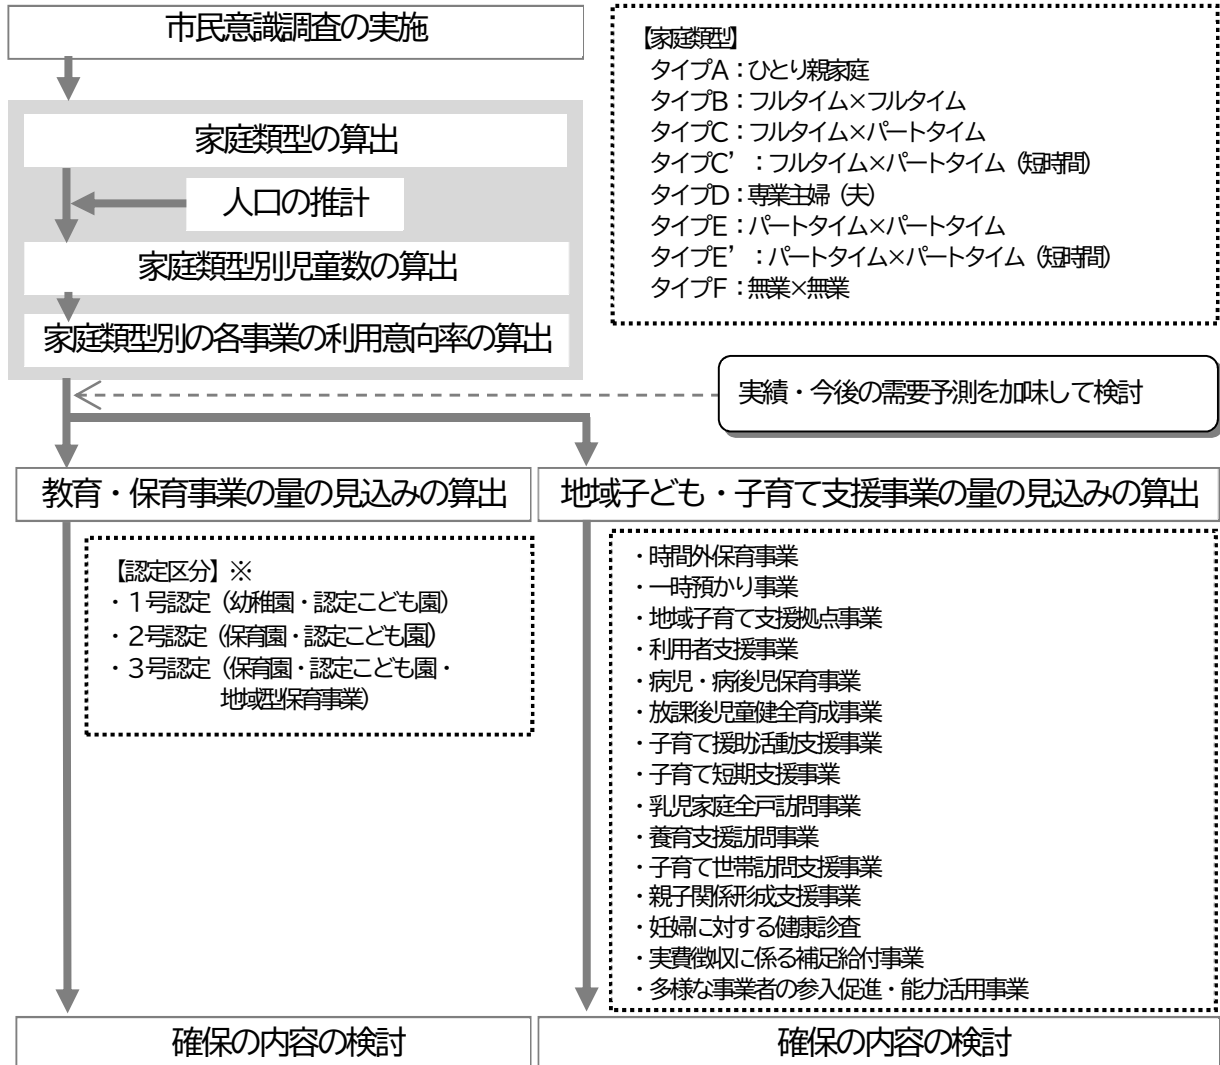 市民意識調査の実施
家庭類型の算出
人口の推計
家庭類型別児童数の算出
家庭類型別の各事業の利用意向率の算出
【家庭類型】
タイプA：ひとり親家庭
タイプB：フルタイム×フルタイム
タイプC：フルタイム×パートタイム
タイプC’：フルタイム×パートタイム（短時間）
タイプD：専業主婦（夫）
タイプE：パートタイム×パートタイム
タイプE’：パートタイム×パートタイム（短時間）
タイプF：無業×無業
実績・今後の需要予測を加味して検討
教育・保育事業の量の見込みの算出
【認定区分】※
・１号認定（幼稚園・認定こども園）
・２号認定（保育園・認定こども園）
・３号認定（保育園・認定こども園・
地域型保育事業）
確保の内容の検討
地域子ども・子育て支援事業の量の見込みの算出
・時間外保育事業
・一時預かり事業
・地域子育て支援拠点事業
・利用者支援事業
・病児・病後児保育事業
・放課後児童健全育成事業
・子育て援助活動支援事業
・子育て短期支援事業
・乳児家庭全戸訪問事業
・養育支援訪問事業
・子育て世帯訪問支援事業
・親子関係形成支援事業
・妊婦に対する健康診査
・実費徴収に係る補足給付事業
・多様な事業者の参入促進・能力活用事業
確保の内容の検討